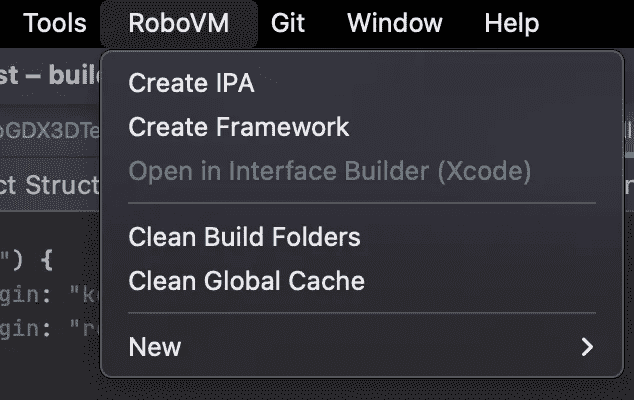 Tools RoboVM Git Window Help
st – buil
Create IPA
oGDX3DTe
Create Framework
ct Struct
Open in Interface Builder (Xcode)
Clean Build Folders
") {
Clean Global Cache
gin: "k
gin: "r
New